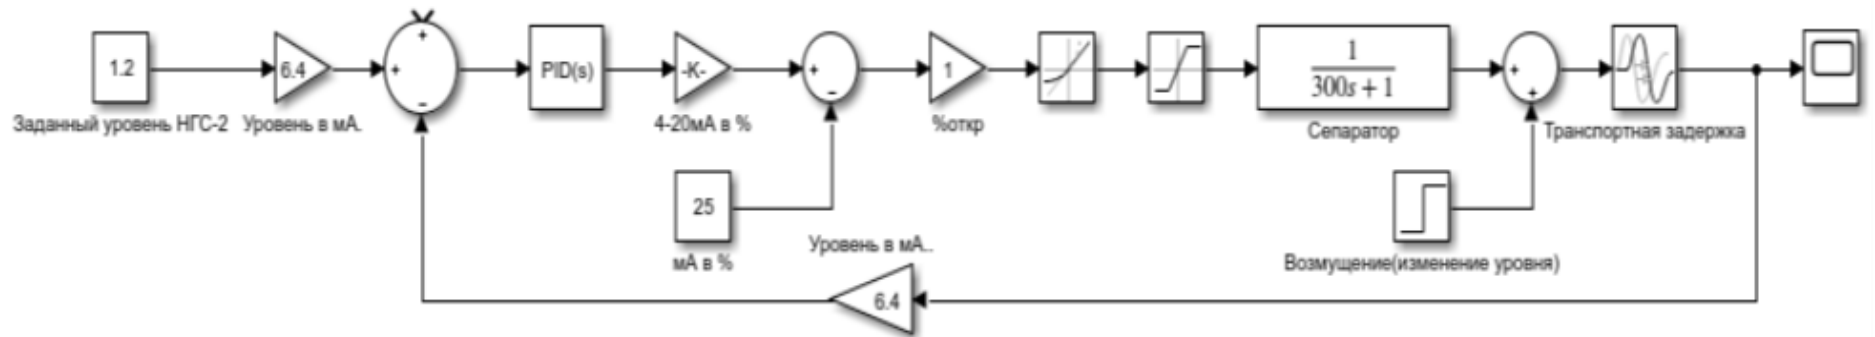 1.2
Заданный уровень НГС-2
6.4
Уровень в мА.
+
+
-
PID(s)
-K-
4-20мА в %
+
-
25
мА в %
1
%откр
1
300s + 1
Сепаратор
+
+
Транспортная задержка
Возмущение(изменение уровня)
Уровень в мА..
6.4